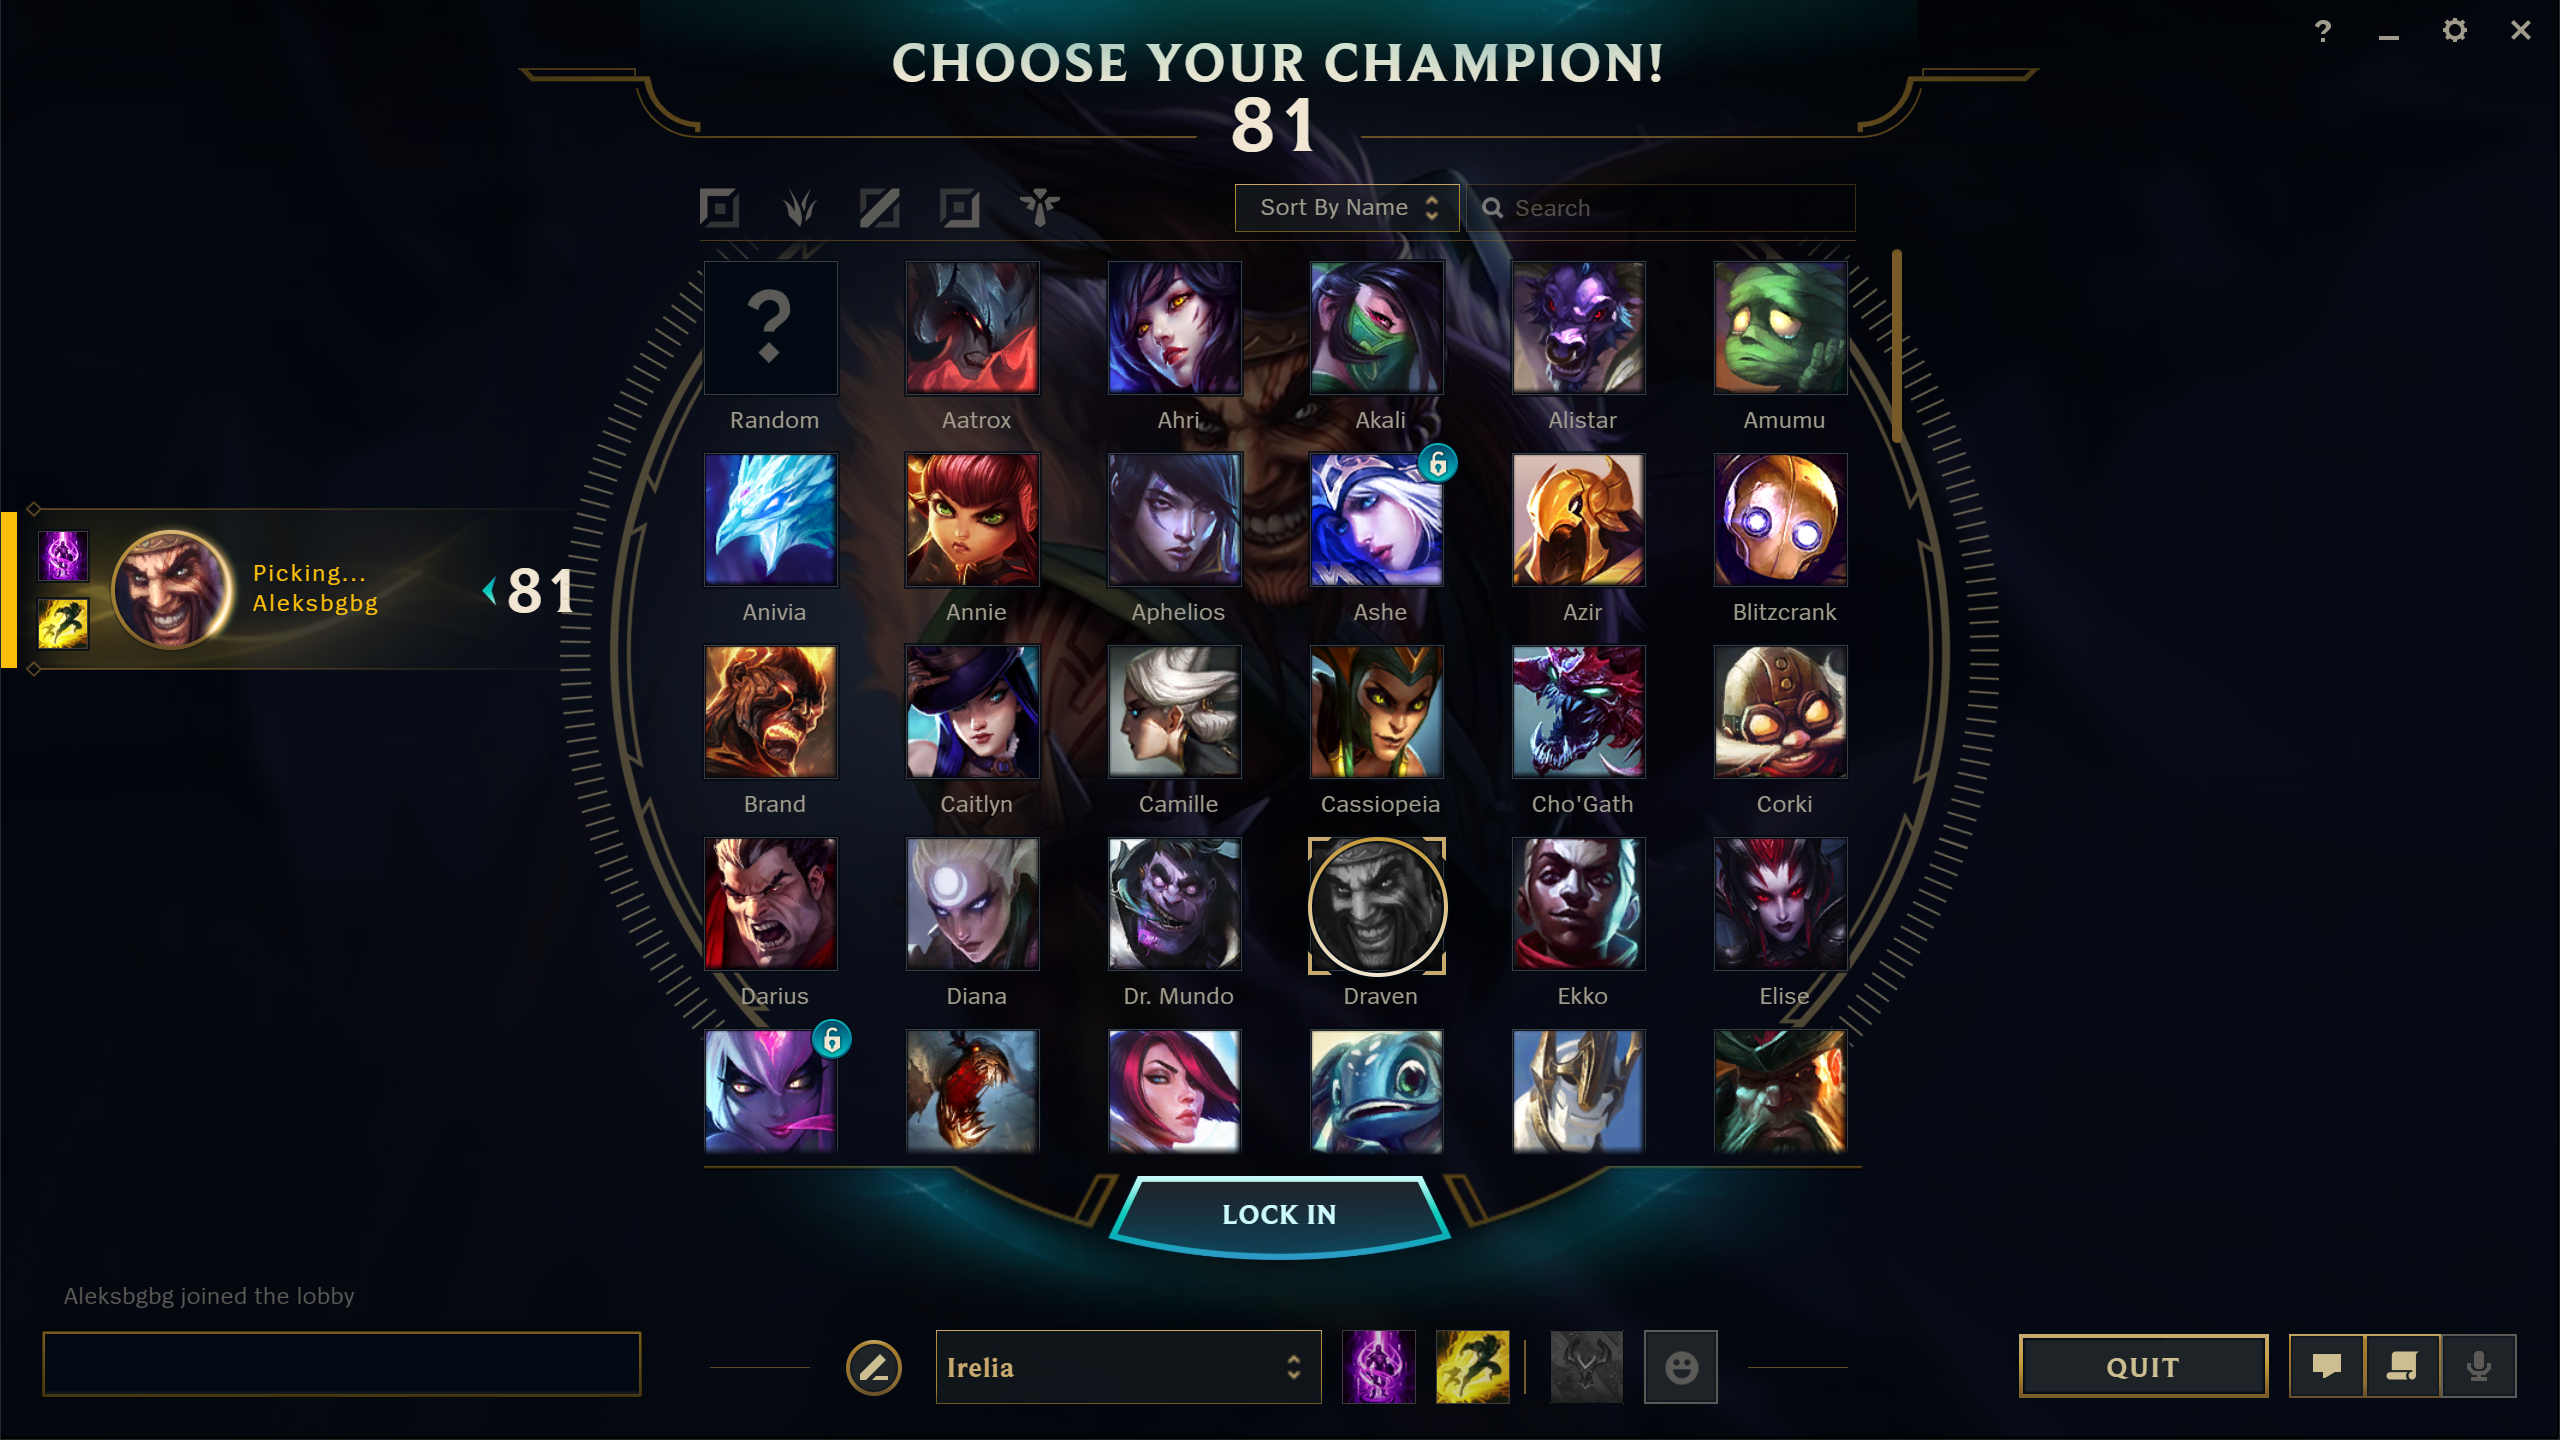 CHOOSE YOUR CHAMPION!
81
Sort By Name
Search
Random
Aatrox
Ahri
Akali
Alistar
Amumu
Anivia
Annie
Aphelios
Ashe
Azir
Blitzcrank
Picking...
Aleksbgbg
81
Brand
Caitlyn
Camille
Cassiopeia
Cho'Gath
Corki
Darius
Diana
Dr. Mundo
Draven
Ekko
Elise
LOCK IN
Aleksbgbg joined the lobby
Irelia
QUIT